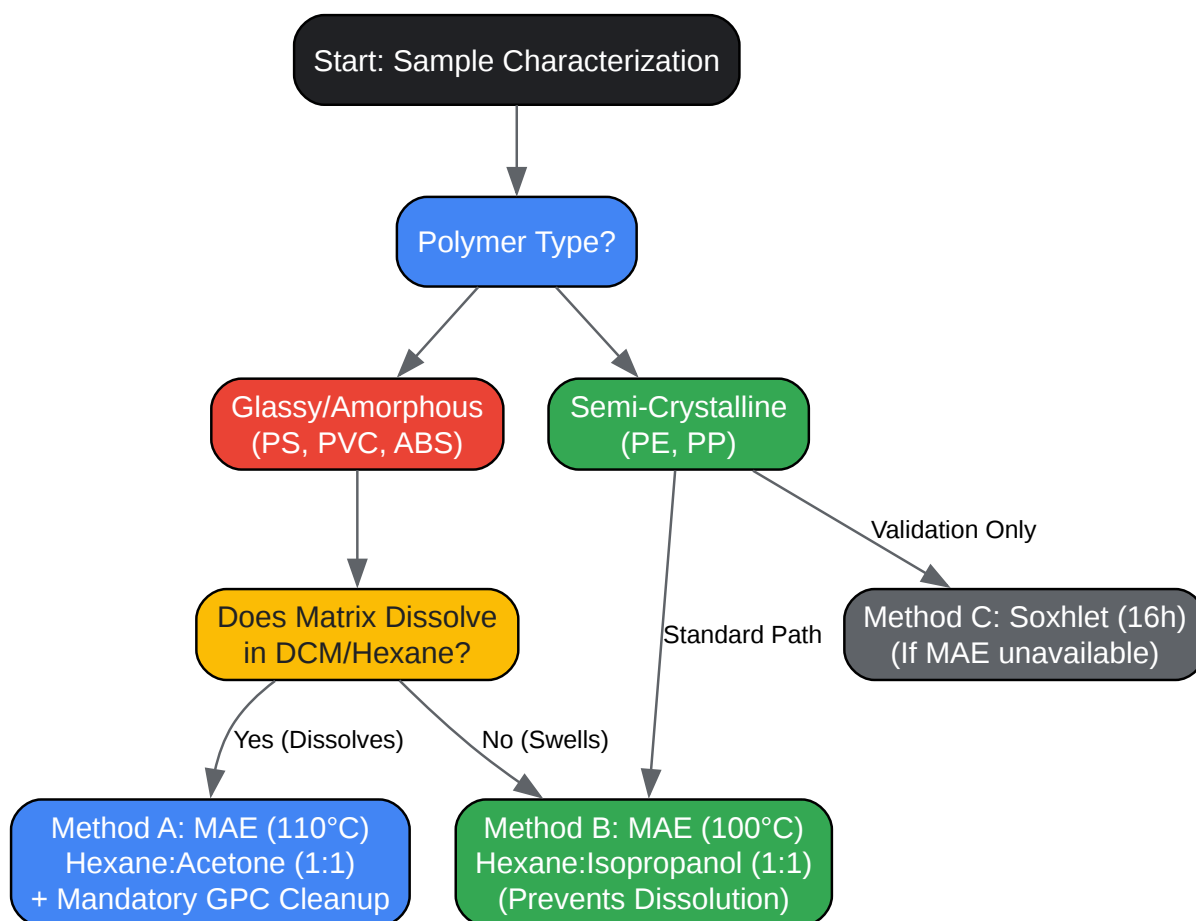 Start: Sample Characterization
Polymer Type?
Glassy/Amorphous
(PS, PVC, ABS)
Semi-Crystalline
(PE, PP)
Validation Only
Does Matrix Dissolve
in DCM/Hexane?
Standard Path
Method C: Soxhlet (16h)
(If MAE unavailable)
Yes (Dissolves)
No (Swells)
Method A: MAE (110°C)
Hexane:Acetone (1:1)
+ Mandatory GPC Cleanup
Method B: MAE (100°C)
Hexane:Isopropanol (1:1)
(Prevents Dissolution)